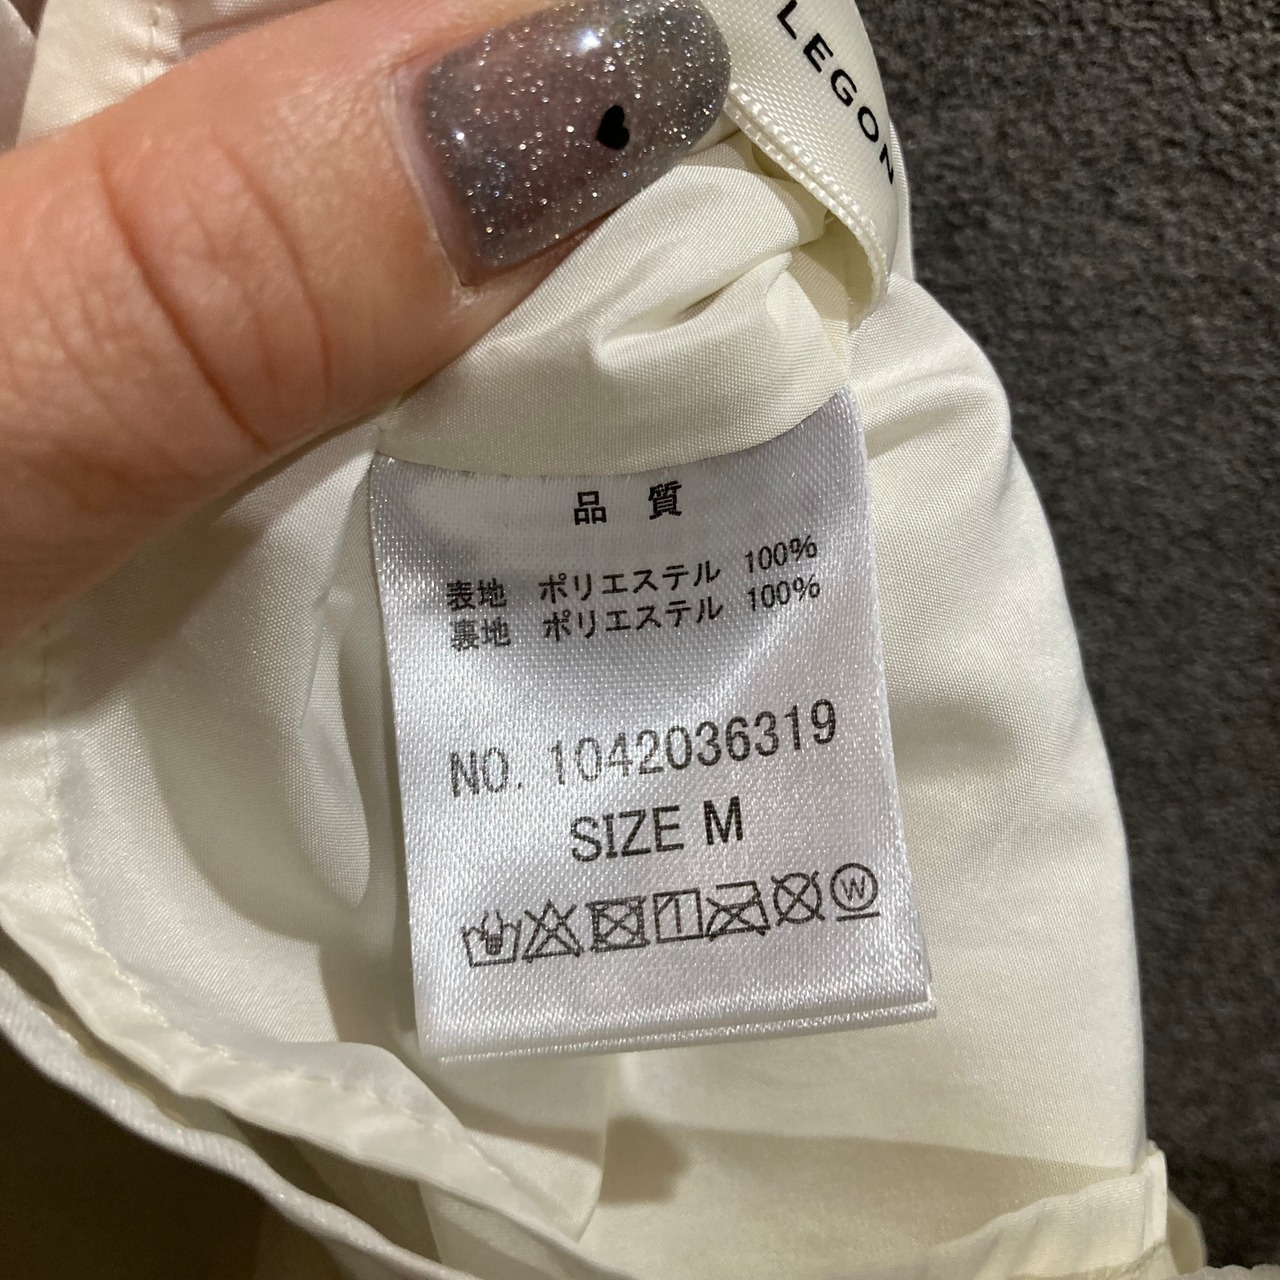 LEGON
品 質
表地 ポリエステル 100%
裏地 ポリエステル 100%
NO. 1042036319
SIZE M
W